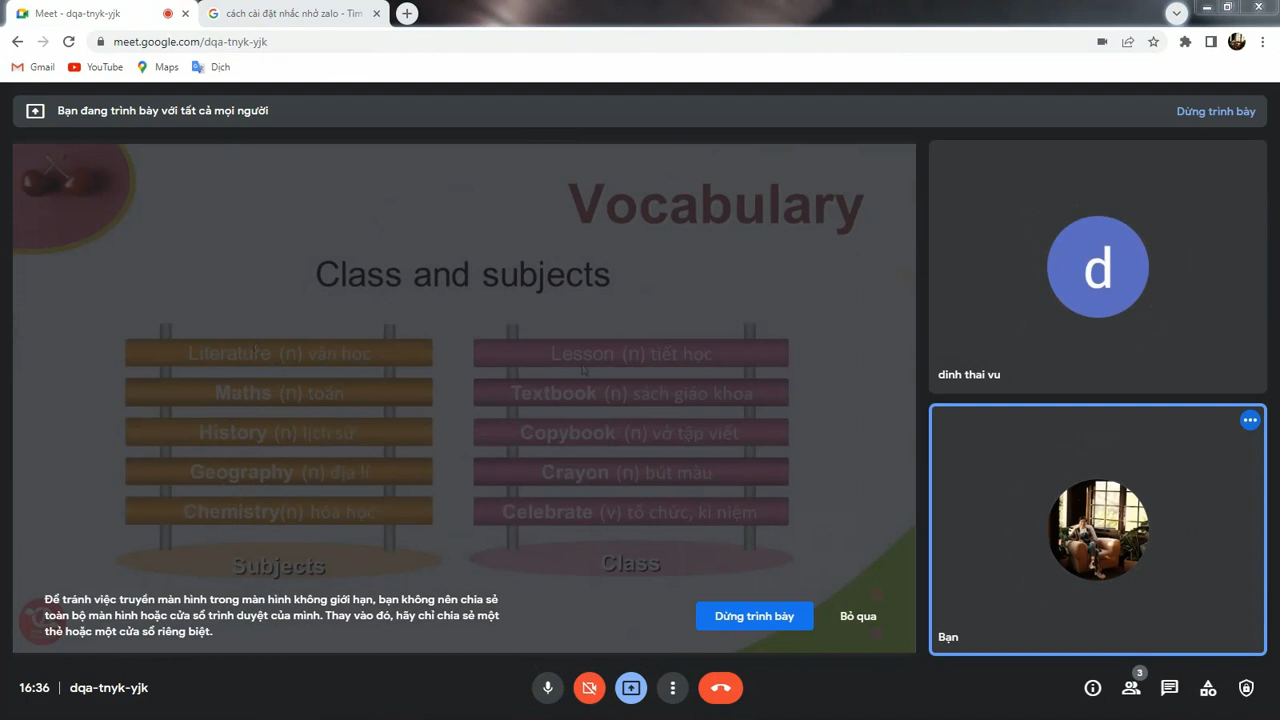 Meet - dqa-tnyk-yjk
cách cài đặt nhắc nhở zalo - Tìm
meet.google.com/dqa-tnyk-yjk
Gmail
YouTube
Maps
Dịch
Bạn đang trình bày với tất cả mọi người
Dừng trình bày
Vocabulary
Class and subjects
Literature (n) văn học
Maths (n) toán
History (n) lịch sử
Geography (n) địa lí
Chemistry(n) hóa học
Subjects
Lesson (n) tiết học
Textbook (n) sách giáo khoa
Copybook (n) vở tập viết
Crayon (n) bút màu
Celebrate (v) tổ chức, kỉ niệm
Class
Để tránh việc truyền màn hình trong màn hình không giới hạn, bạn không nên chia sẻ
toàn bộ màn hình hoặc cửa sổ trình duyệt của mình. Thay vào đó, hãy chỉ chia sẻ một
thẻ hoặc một cửa sổ riêng biệt.
Dừng trình bày
Bỏ qua
d
dinh thai vu
Bạn
16:36
dqa-tnyk-yjk
3